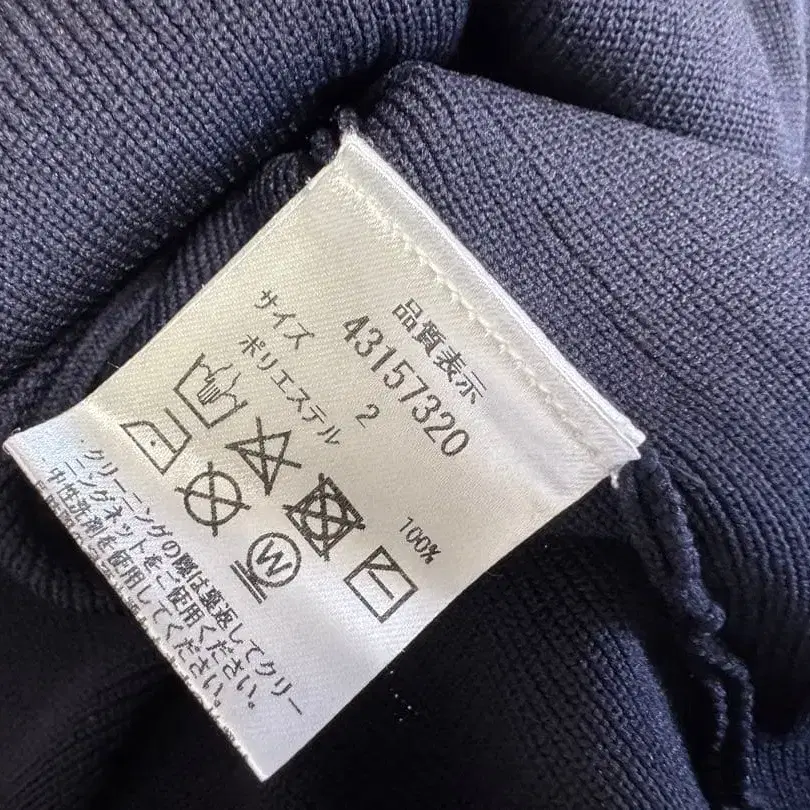 品質表示
43157320
サイズ 2
ポリエステル 100%
W
クリーニングの際は裏返してクリー
ニングネットをご使用ください。
中性洗剤を使用してください。